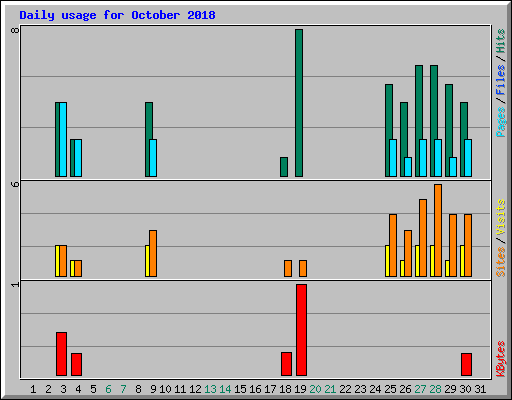 Daily usage for October 2018
8
6
1
Pages / Files / Hits
Sites / Visits
KBytes
1 2 3 4 5 6 7 8 9 10 11 12 13 14 15 16 17 18 19 20 21 22 23 24 25 26 27 28 29 30 31